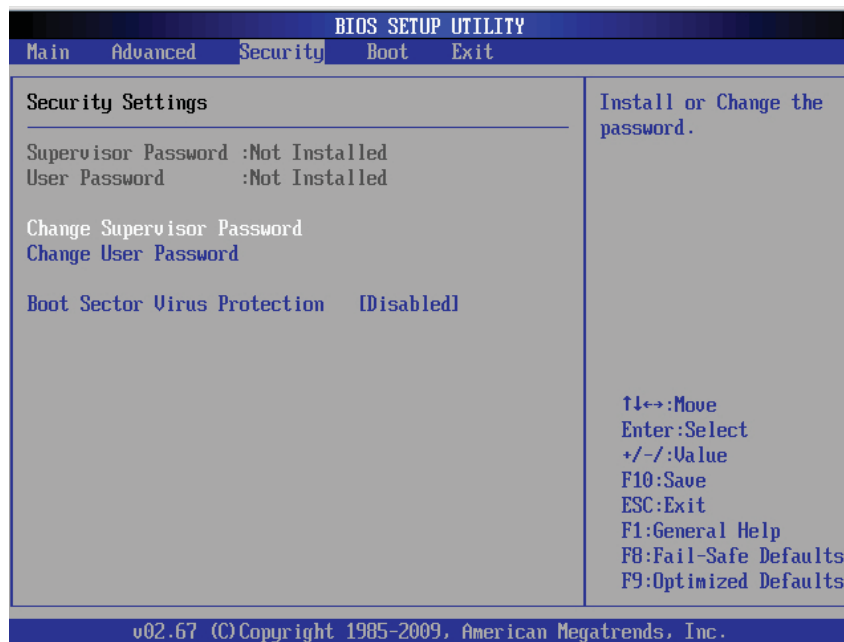 BIOS SETUP UTILITY
Main Advanced Security Boot Exit
Security Settings
Supervisor Password :Not Installed
User Password :Not Installed
Change Supervisor Password
Change User Password
Boot Sector Virus Protection [Disabled]
Install or Change the
password.
↑↓←→:Move
Enter:Select
+/-/:Value
F10:Save
ESC:Exit
F1:General Help
F8:Fail-Safe Defaults
F9:Optimized Defaults
v02.67 (C)Copyright 1985-2009, American Megatrends, Inc.